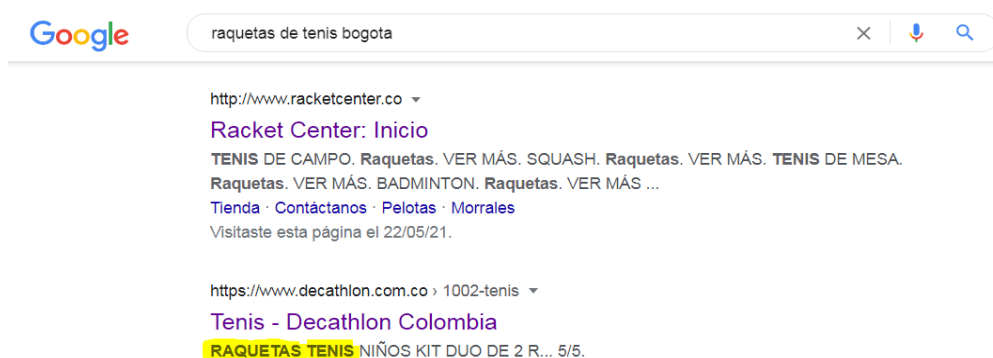 Google
raquetas de tenis bogota
http://www.racketcenter.co
Racket Center: Inicio
TENIS DE CAMPO. Raquetas. VER MÁS. SQUASH. Raquetas. VER MÁS. TENIS DE MESA.
Raquetas. VER MÁS. BADMINTON. Raquetas. VER MÁS ...
Tienda · Contáctanos · Pelotas · Morrales
Visitaste esta página el 22/05/21.
https://www.decathlon.com.co › 1002-tenis
Tenis - Decathlon Colombia
RAQUETAS TENIS NIÑOS KIT DUO DE 2 R... 5/5.